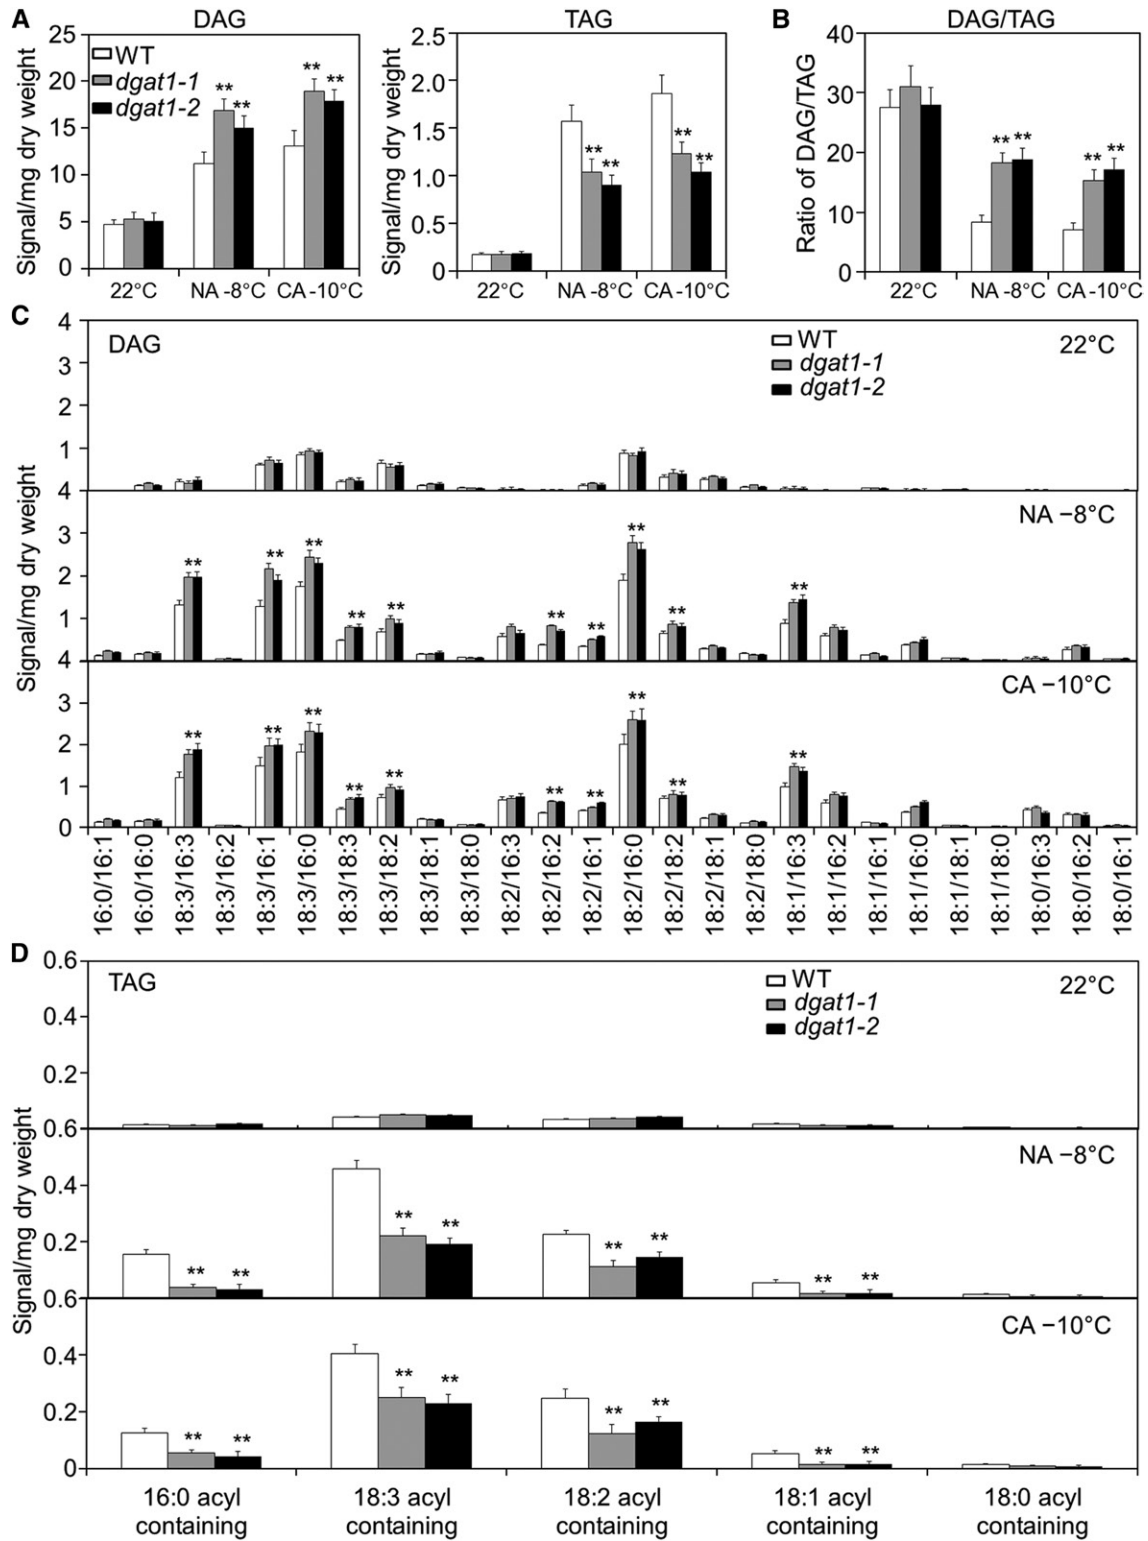 A
DAG
Signal/mg dry weight
25
20
15
10
5
0
WT
dgat1-1
dgat1-2
** ** ** **
22°C NA -8°C CA -10°C
TAG
Signal/mg dry weight
2.5
2.0
1.5
1.0
0.5
0
** ** ** **
22°C NA -8°C CA -10°C
B
DAG/TAG
Ratio of DAG/TAG
40
30
20
10
0
** ** ** **
22°C NA -8°C CA -10°C
C
Signal/mg dry weight
DAG
WT
dgat1-1
dgat1-2
22°C
4
3
2
1
4
NA −8°C
3
2
1
4
** ** ** ** ** ** ** ** ** **
CA −10°C
3
2
1
0
** ** ** ** ** ** ** ** ** **
16:0/16:1
16:0/16:0
18:3/16:3
18:3/16:2
18:3/16:1
18:3/16:0
18:3/18:3
18:3/18:2
18:3/18:1
18:3/18:0
18:2/16:3
18:2/16:2
18:2/16:1
18:2/16:0
18:2/18:2
18:2/18:1
18:2/18:0
18:1/16:3
18:1/16:2
18:1/16:1
18:1/16:0
18:1/18:1
18:1/18:0
18:0/16:3
18:0/16:2
18:0/16:1
D
Signal/mg dry weight
TAG
WT
dgat1-1
dgat1-2
22°C
0.6
0.4
0.2
0.6
NA −8°C
0.4
0.2
0.6
** ** ** ** ** ** ** **
CA −10°C
0.4
0.2
0
** ** ** ** ** ** ** **
16:0 acyl
containing
18:3 acyl
containing
18:2 acyl
containing
18:1 acyl
containing
18:0 acyl
containing